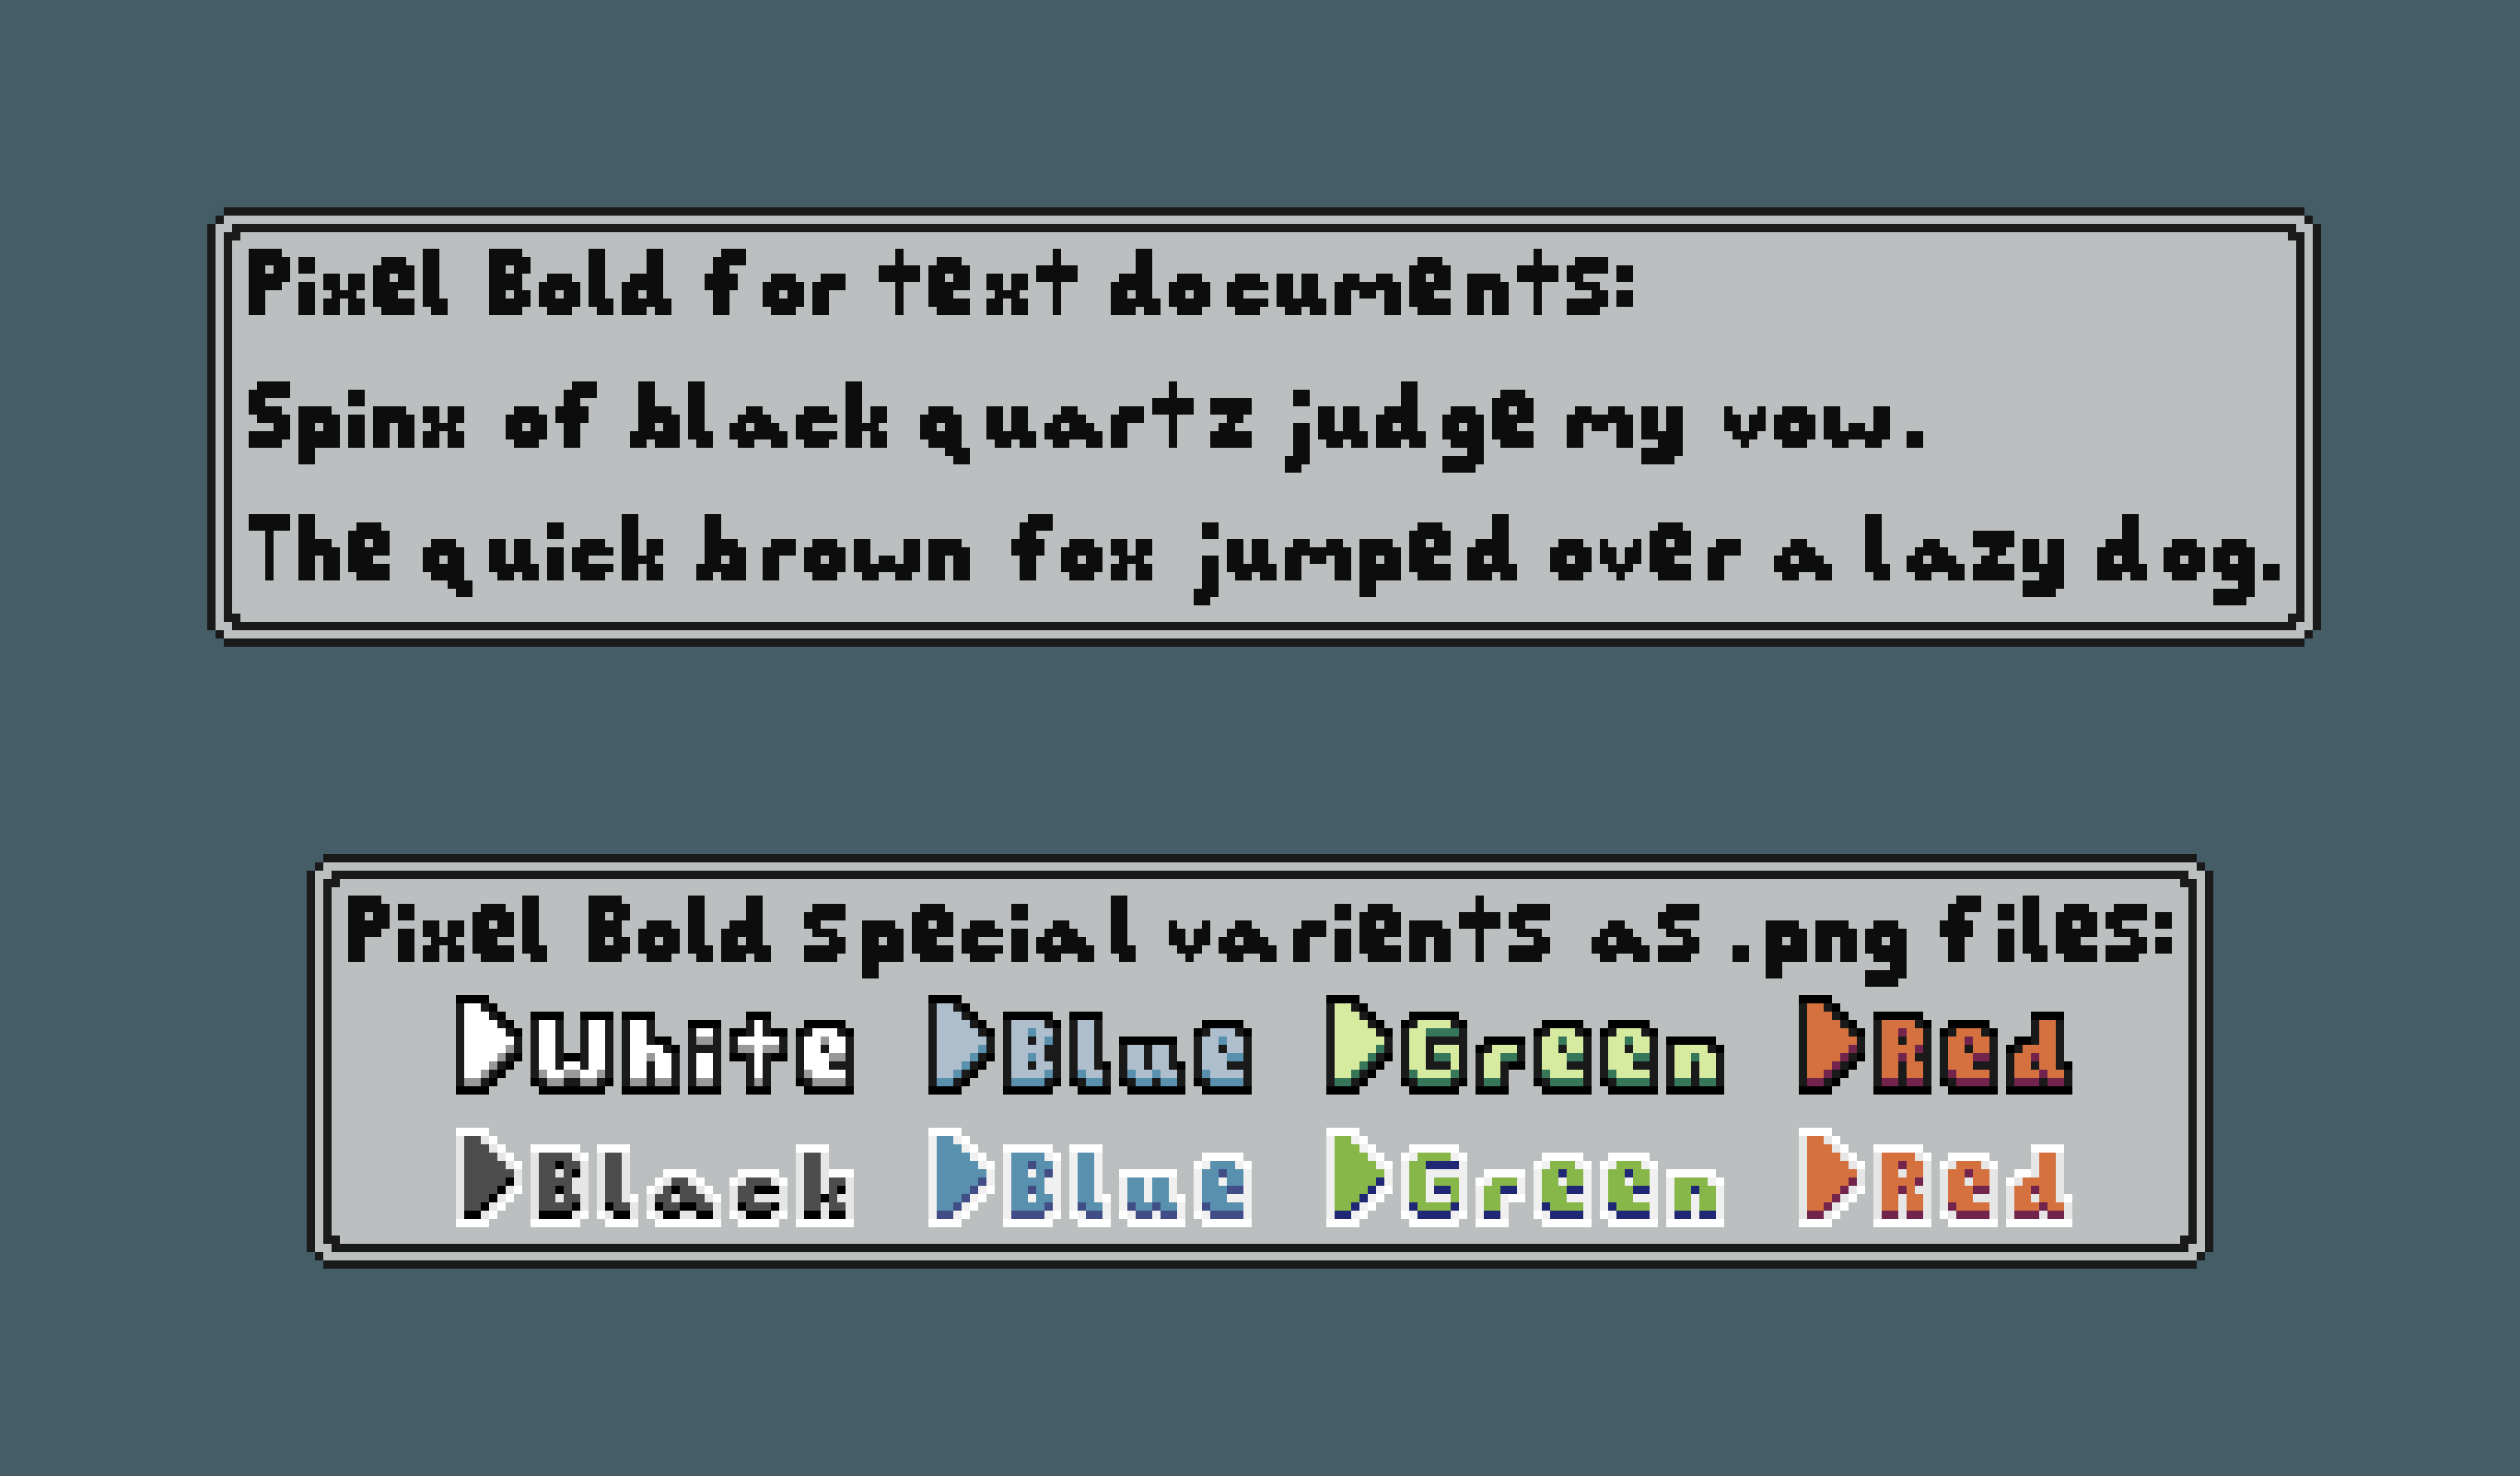 Pixel Bold for text documents:
Spinx of black quartz judge my vow.
The quick brown fox jumped over a lazy dog.
Pixel Bold Special varients as .png files:
White Blue Green Red
Black Blue Green Red